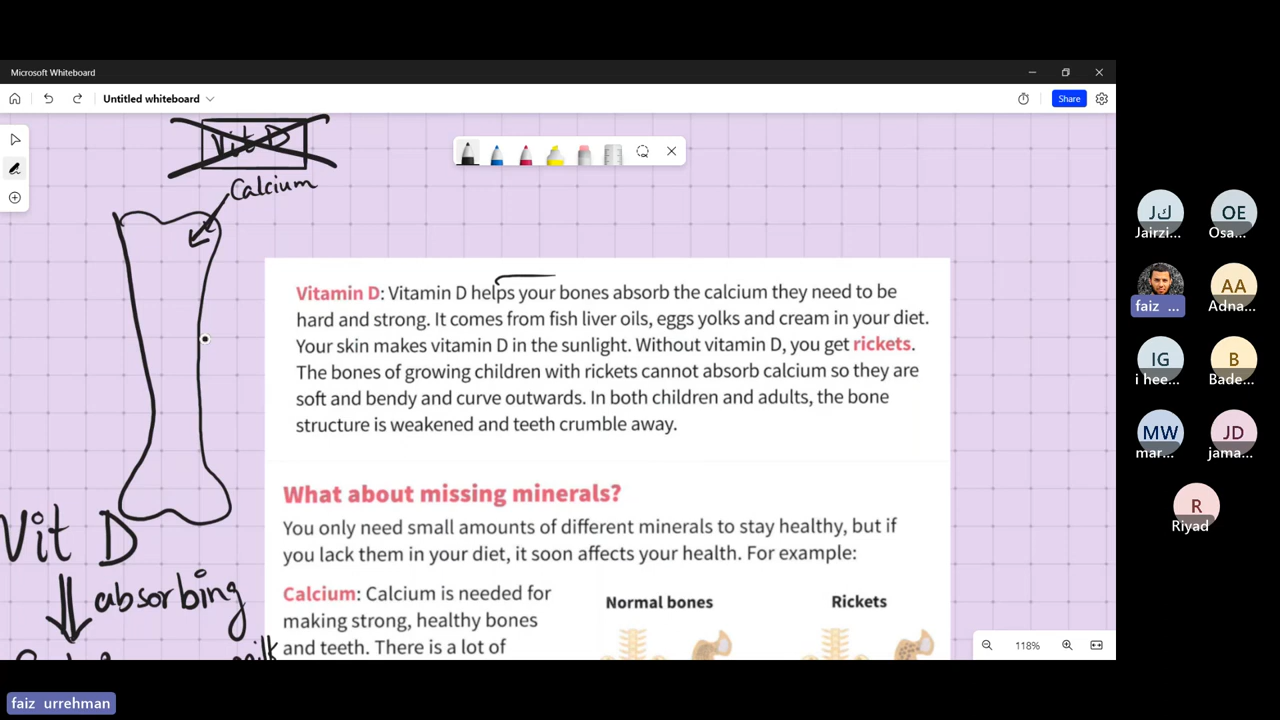 Microsoft Whiteboard
Untitled whiteboard
Share
Vit D
Calcium
Vitamin D: Vitamin D helps your bones absorb the calcium they need to be
hard and strong. It comes from fish liver oils, eggs yolks and cream in your diet.
Your skin makes vitamin D in the sunlight. Without vitamin D, you get rickets.
The bones of growing children with rickets cannot absorb calcium so they are
soft and bendy and curve outwards. In both children and adults, the bone
structure is weakened and teeth crumble away.
Vit D
absorbing
milk
What about missing minerals?
You only need small amounts of different minerals to stay healthy, but if
you lack them in your diet, it soon affects your health. For example:
Calcium: Calcium is needed for
making strong, healthy bones
and teeth. There is a lot of
Normal bones
Rickets
118%
Jك
Jairzi...
OE
Osa...
faiz ...
AA
Adna...
IG
i hee...
B
Bade...
MW
mar...
JD
jama...
R
Riyad
faiz urrehman